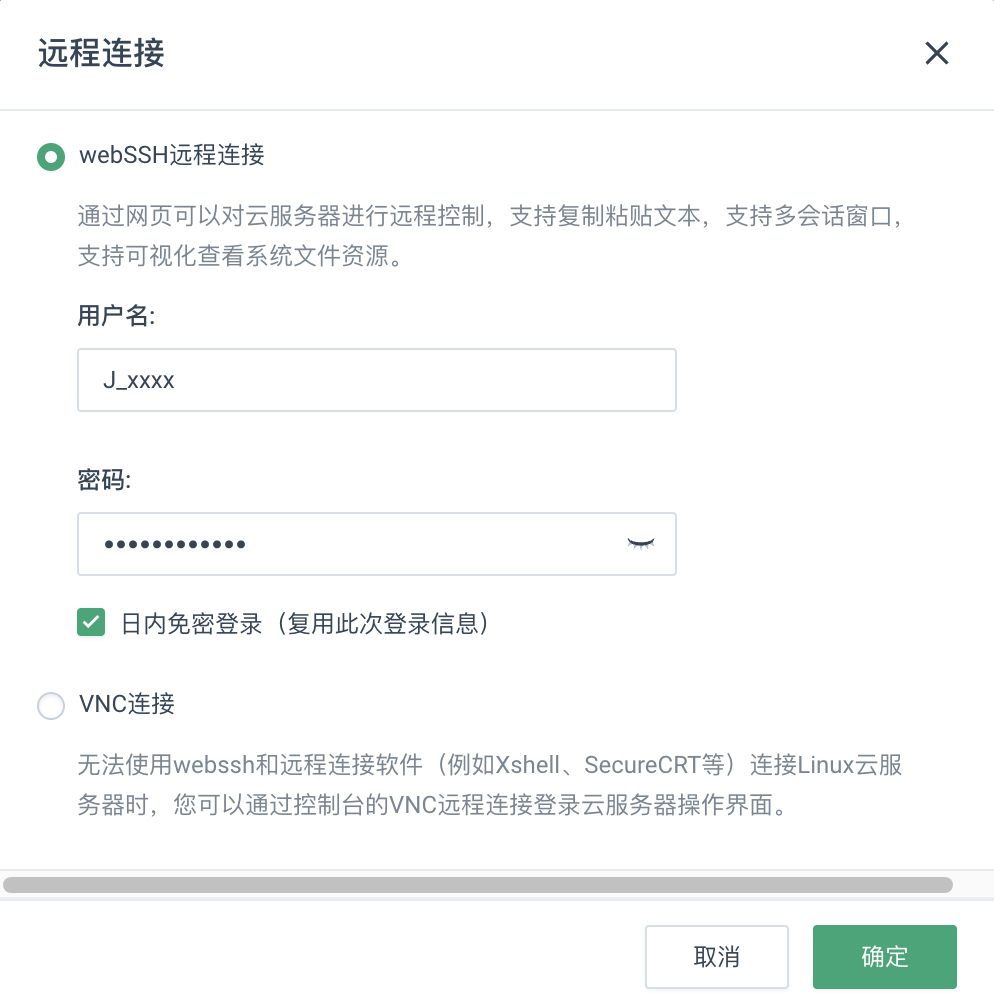 远程连接
webSSH远程连接
通过网页可以对云服务器进行远程控制，支持复制粘贴文本，支持多会话窗口，
支持可视化查看系统文件资源。
用户名:
J_xxxx
密码:
••••••••••••
日内免密登录（复用此次登录信息）
VNC连接
无法使用webssh和远程连接软件（例如Xshell、SecureCRT等）连接Linux云服
务器时，您可以通过控制台的VNC远程连接登录云服务器操作界面。
取消
确定